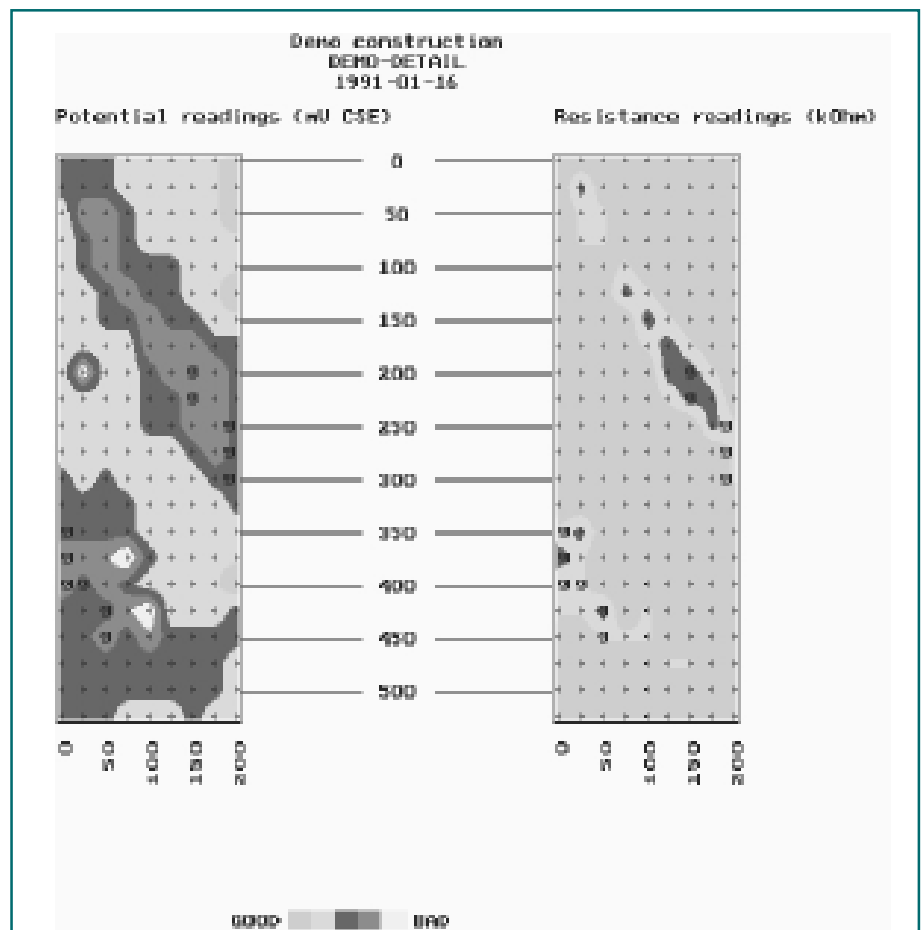 Demo construction
DEMO-DETAIL
1991-01-16
Potential readings (mV CSE)
Resistance readings (kOhm)
0
50
100
150
200
250
300
350
400
450
500
0 50 100 150 200
0 50 100 150 200
GOOD BAD